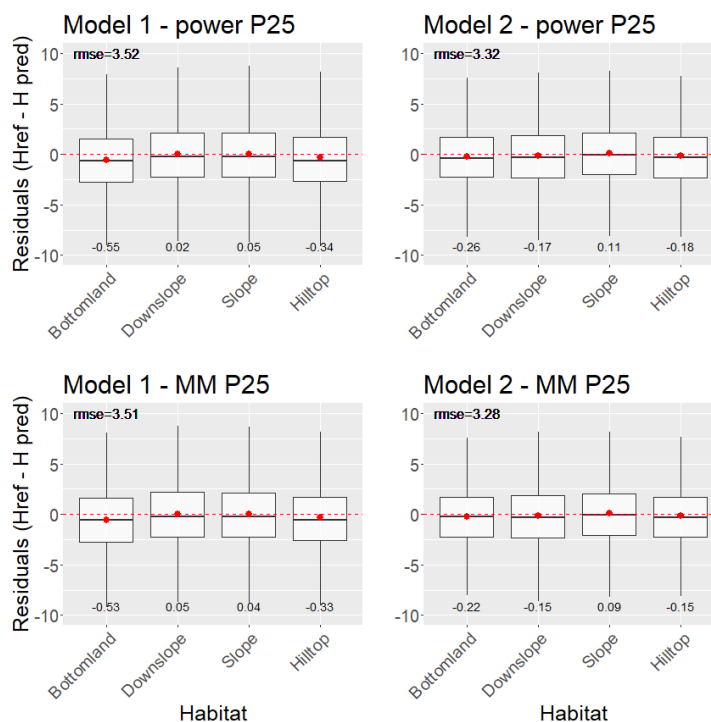 Model 1 - power P25
Model 2 - power P25
Residuals (Href - H pred)
10
5
0
-5
-10
rmse=3.52
-0.55 0.02 0.05 -0.34
Bottomland Downslope Slope Hilltop
10
5
0
-5
-10
rmse=3.32
-0.26 -0.17 0.11 -0.18
Bottomland Downslope Slope Hilltop
Model 1 - MM P25
Model 2 - MM P25
Residuals (Href - H pred)
10
5
0
-5
-10
rmse=3.51
-0.53 0.05 0.04 -0.33
Bottomland Downslope Slope Hilltop
Habitat
10
5
0
-5
-10
rmse=3.28
-0.22 -0.15 0.09 -0.15
Bottomland Downslope Slope Hilltop
Habitat